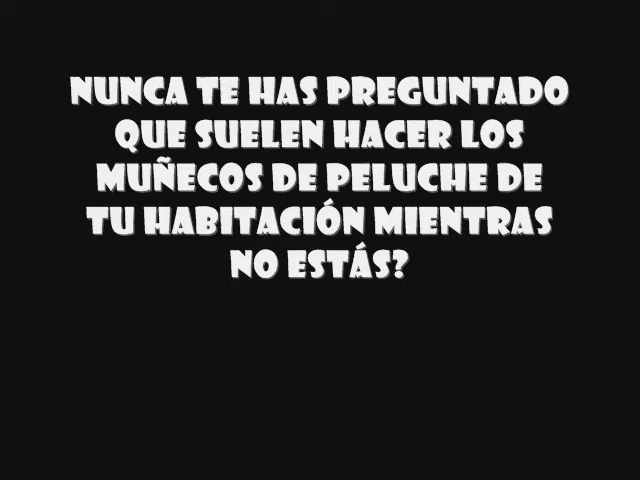 NUNCA TE HAS PREGUNTADO
QUE SUELEN HACER LOS
MUÑECOS DE PELUCHE DE
TU HABITACIÓN MIENTRAS
NO ESTÁS?